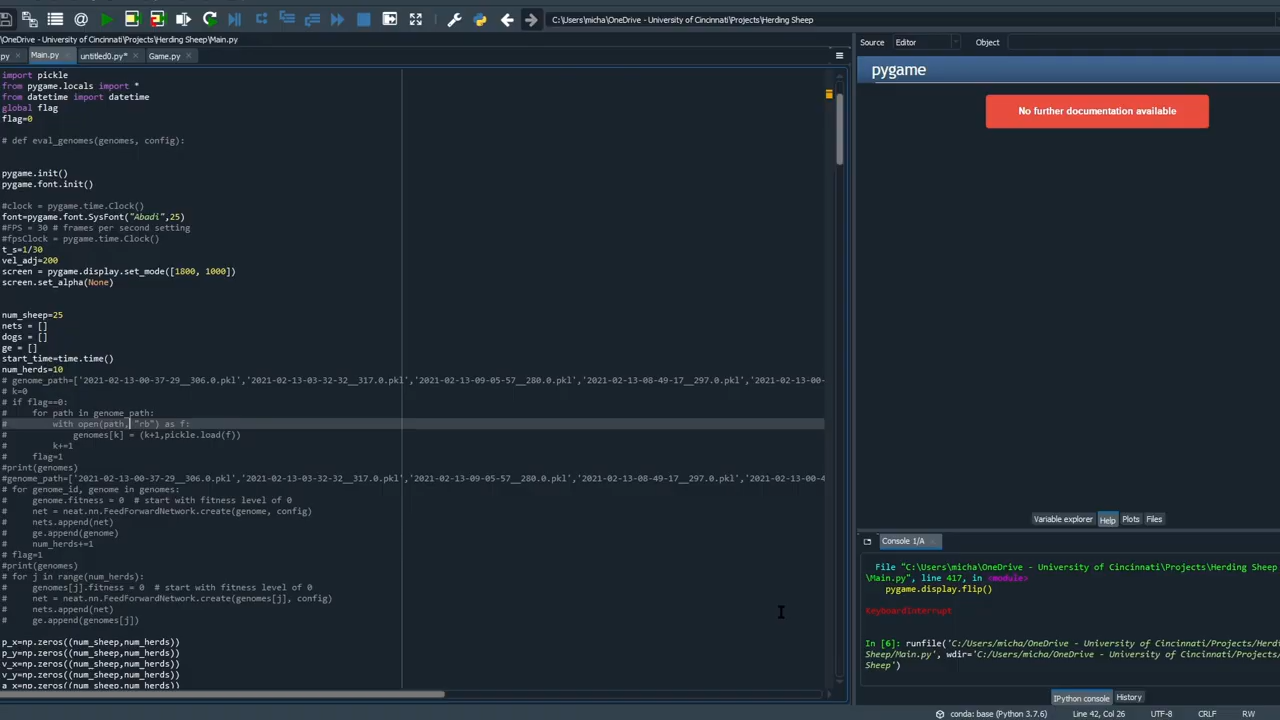 C:\Users\micha\OneDrive - University of Cincinnati\Projects\Herding Sheep
\OneDrive - University of Cincinnati\Projects\Herding Sheep\Main.py
py Main.py untitled0.py* Game.py
import pickle
from pygame.locals import *
from datetime import datetime
global flag
flag=0
# def eval_genomes(genomes, config):
pygame.init()
pygame.font.init()
#clock = pygame.time.Clock()
font=pygame.font.SysFont("Abadi",25)
#FPS = 30 # frames per second setting
#fpsClock = pygame.time.Clock()
t_s=1/30
vel_adj=200
screen = pygame.display.set_mode([1800, 1000])
screen.set_alpha(None)
num_sheep=25
nets = []
dogs = []
ge = []
start_time=time.time()
num_herds=10
# genome_path=['2021-02-13-00-37-29__306.0.pkl','2021-02-13-03-32-32__317.0.pkl','2021-02-13-09-05-57__280.0.pkl','2021-02-13-08-49-17__297.0.pkl','2021-02-13-00-
# k=0
# if flag==0:
# for path in genome_path:
# with open(path, "rb") as f:
# genomes[k] = (k+1,pickle.load(f))
# k+=1
# flag=1
#print(genomes)
#genome_path=['2021-02-13-00-37-29__306.0.pkl','2021-02-13-03-32-32__317.0.pkl','2021-02-13-09-05-57__280.0.pkl','2021-02-13-08-49-17__297.0.pkl','2021-02-13-00-4
# for genome_id, genome in genomes:
# genome.fitness = 0 # start with fitness level of 0
# net = neat.nn.FeedForwardNetwork.create(genome, config)
# nets.append(net)
# ge.append(genome)
# num_herds+=1
# flag=1
#print(genomes)
# for j in range(num_herds):
# genomes[j].fitness = 0 # start with fitness level of 0
# net = neat.nn.FeedForwardNetwork.create(genomes[j], config)
# nets.append(net)
# ge.append(genomes[j])
p_x=np.zeros((num_sheep,num_herds))
p_y=np.zeros((num_sheep,num_herds))
v_x=np.zeros((num_sheep,num_herds))
v_y=np.zeros((num_sheep,num_herds))
a_x=np.zeros((num_sheep,num_herds))
Source Editor Object
pygame
No further documentation available
Variable explorer Help Plots Files
Console 1/A
File "C:\Users\micha\OneDrive - University of Cincinnati\Projects\Herding Sheep
\Main.py", line 417, in <module>
pygame.display.flip()
KeyboardInterrupt
In [6]: runfile('C:/Users/micha/OneDrive - University of Cincinnati/Projects/Herding
Sheep/Main.py', wdir='C:/Users/micha/OneDrive - University of Cincinnati/Projects/
Sheep')
IPython console History
conda: base (Python 3.7.6) Line 42, Col 26 UTF-8 CRLF RW